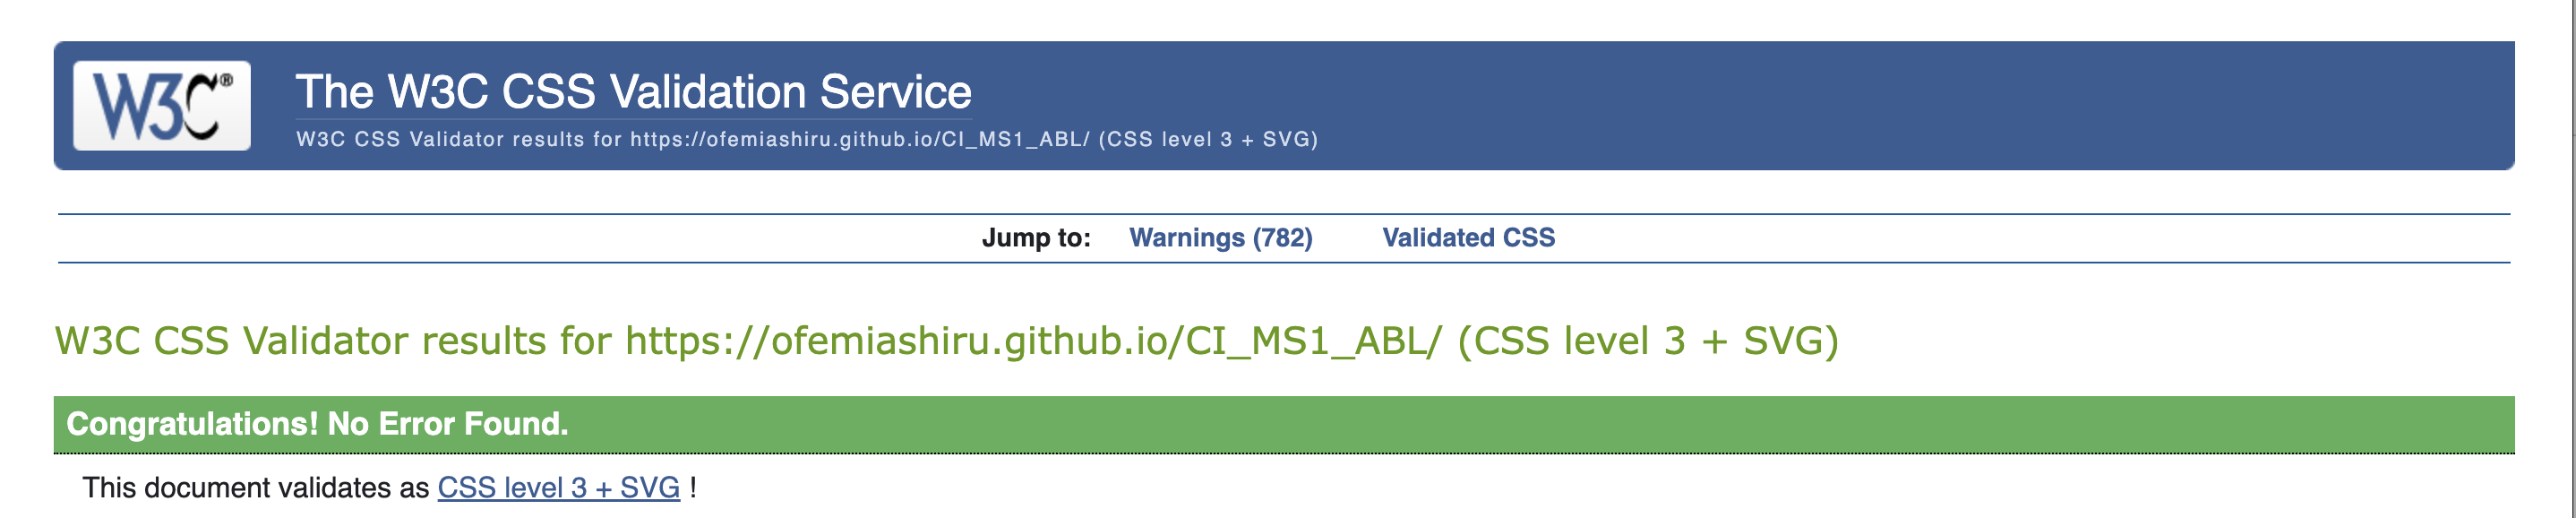 W3C®
The W3C CSS Validation Service
W3C CSS Validator results for https://ofemiashiru.github.io/CI_MS1_ABL/ (CSS level 3 + SVG)
Jump to: Warnings (782) Validated CSS
W3C CSS Validator results for https://ofemiashiru.github.io/CI_MS1_ABL/ (CSS level 3 + SVG)
Congratulations! No Error Found.
This document validates as CSS level 3 + SVG !